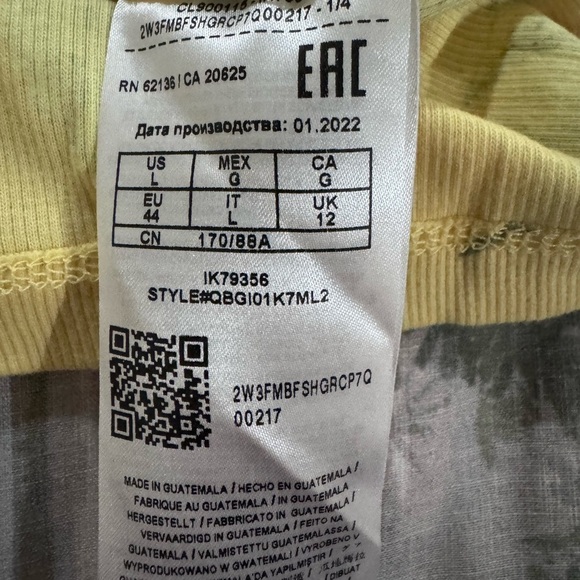 2W3FMBFSHGRCP7Q00217 - 1/4
RN 62136 | CA 20625
EAC
Дата производства: 01.2022
US MEX CA
L G G
EU IT UK
44 L 12
CN 170/88A
IK79356
STYLE#QBGI01K7ML2
2W3FMBFSHGRCP7Q
00217
MADE IN GUATEMALA / HECHO EN GUATEMALA /
FABRIQUE AU GUATEMALA / IN GUATEMALA
HERGESTELLT / FABBRICATO IN GUATEMALA /
VERVAARDIGD IN GUATEMALA / FEITO NA
GUATEMALA / VALMISTETTU GUATEMALASSA /
WYPRODUKOWANO W GWATEMALI / VYROBENO V